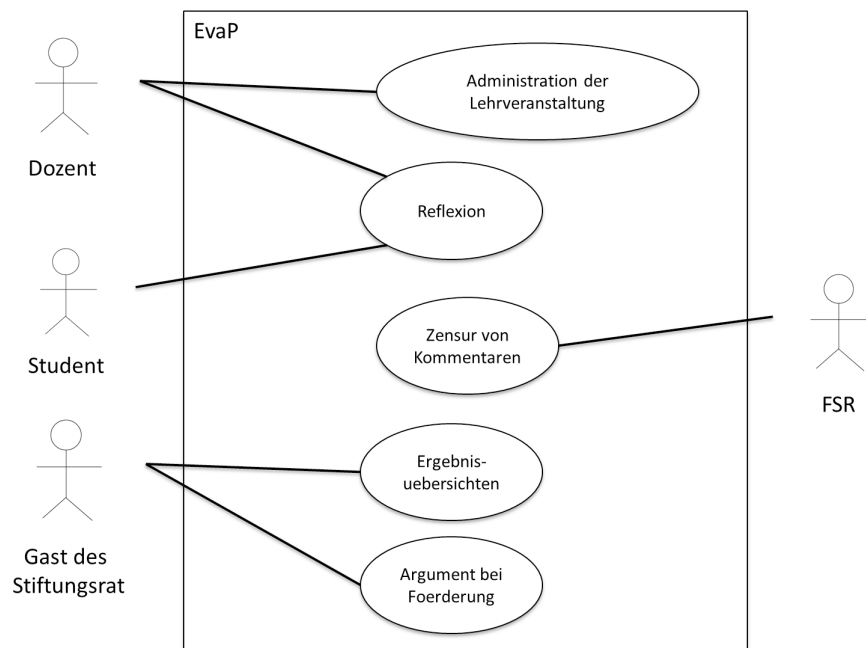 EvaP
Administration der
Lehrveranstaltung
Dozent
Reflexion
Student
Zensur von
Kommentaren
FSR
Ergebnis-
uebersichten
Gast des
Stiftungsrat
Argument bei
Foerderung